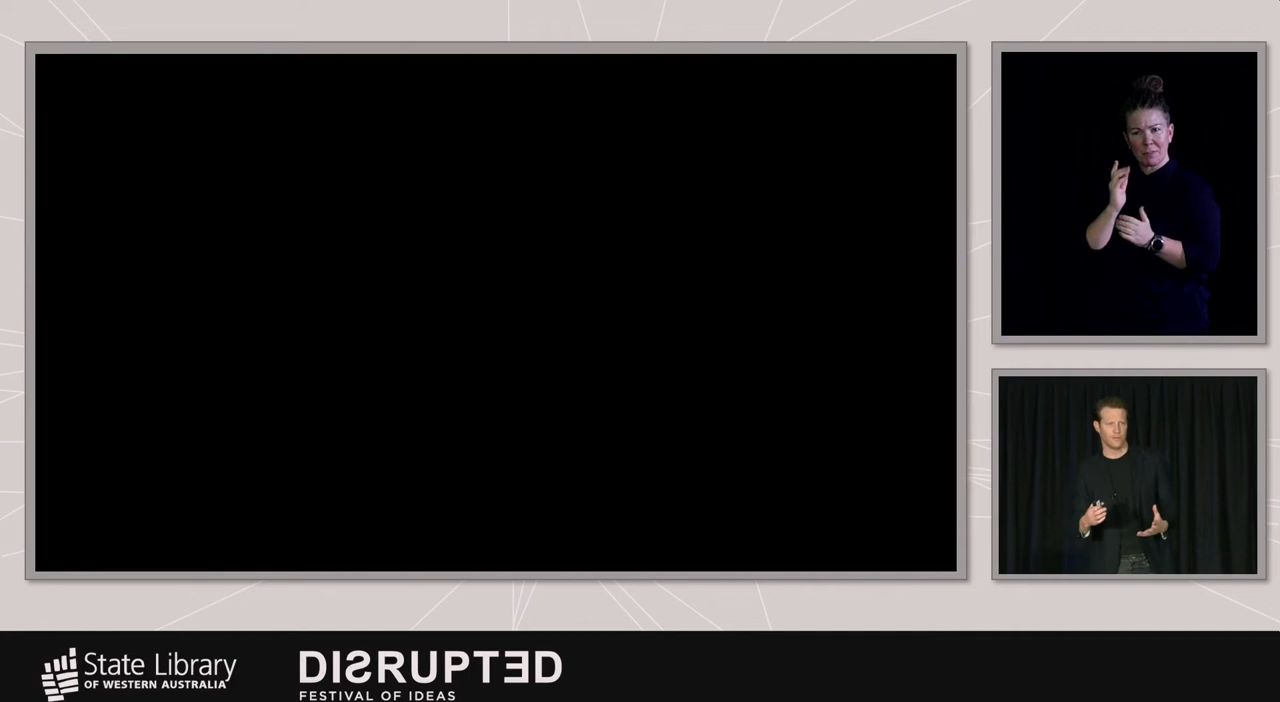 State Library
OF WESTERN AUSTRALIA
DISRUPTED
FESTIVAL OF IDEAS